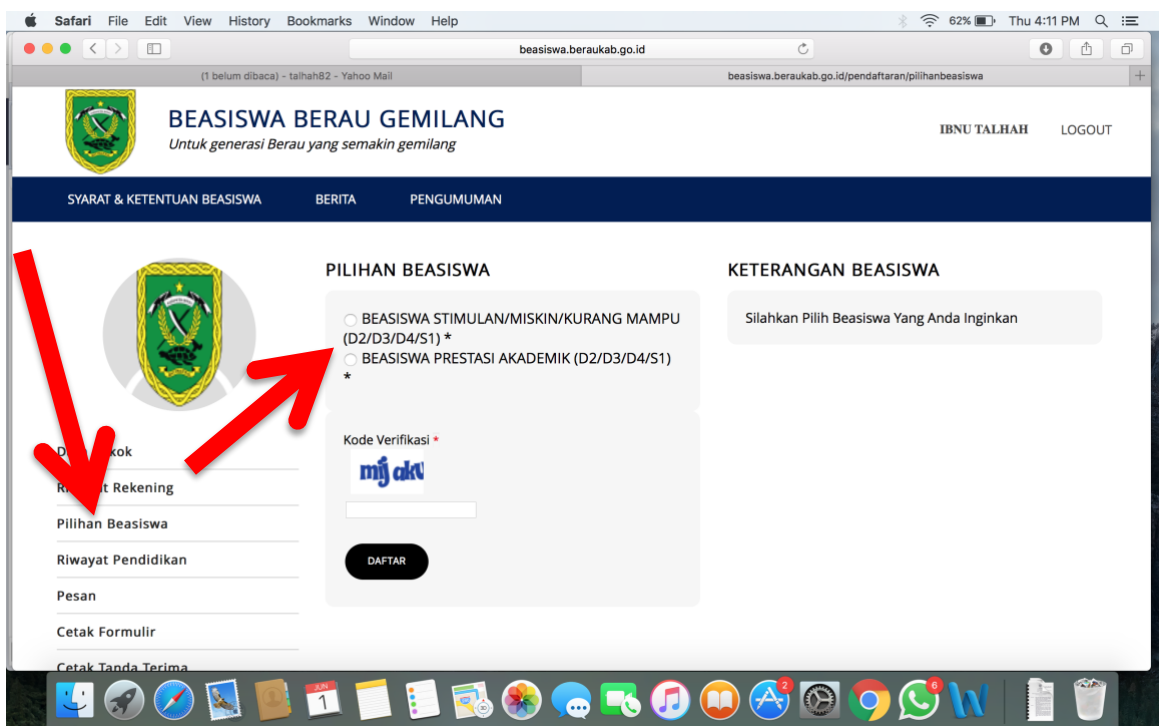 Safari File Edit View History Bookmarks Window Help 62% Thu 4:11 PM
beasiswa.beraukab.go.id
(1 belum dibaca) - talhah82 - Yahoo Mail
beasiswa.beraukab.go.id/pendaftaran/pilihanbeasiswa
BEASISWA BERAU GEMILANG
Untuk generasi Berau yang semakin gemilang
IBNU TALHAH LOGOUT
SYARAT & KETENTUAN BEASISWA BERITA PENGUMUMAN
PILIHAN BEASISWA
BEASISWA STIMULAN/MISKIN/KURANG MAMPU
(D2/D3/D4/S1) *
BEASISWA PRESTASI AKADEMIK (D2/D3/D4/S1)
*
Kode Verifikasi *
DAFTAR
KETERANGAN BEASISWA
Silahkan Pilih Beasiswa Yang Anda Inginkan
Rekening
Pilihan Beasiswa
Riwayat Pendidikan
Pesan
Cetak Formulir
Cetak Tanda Terima
JUN
1
2
6